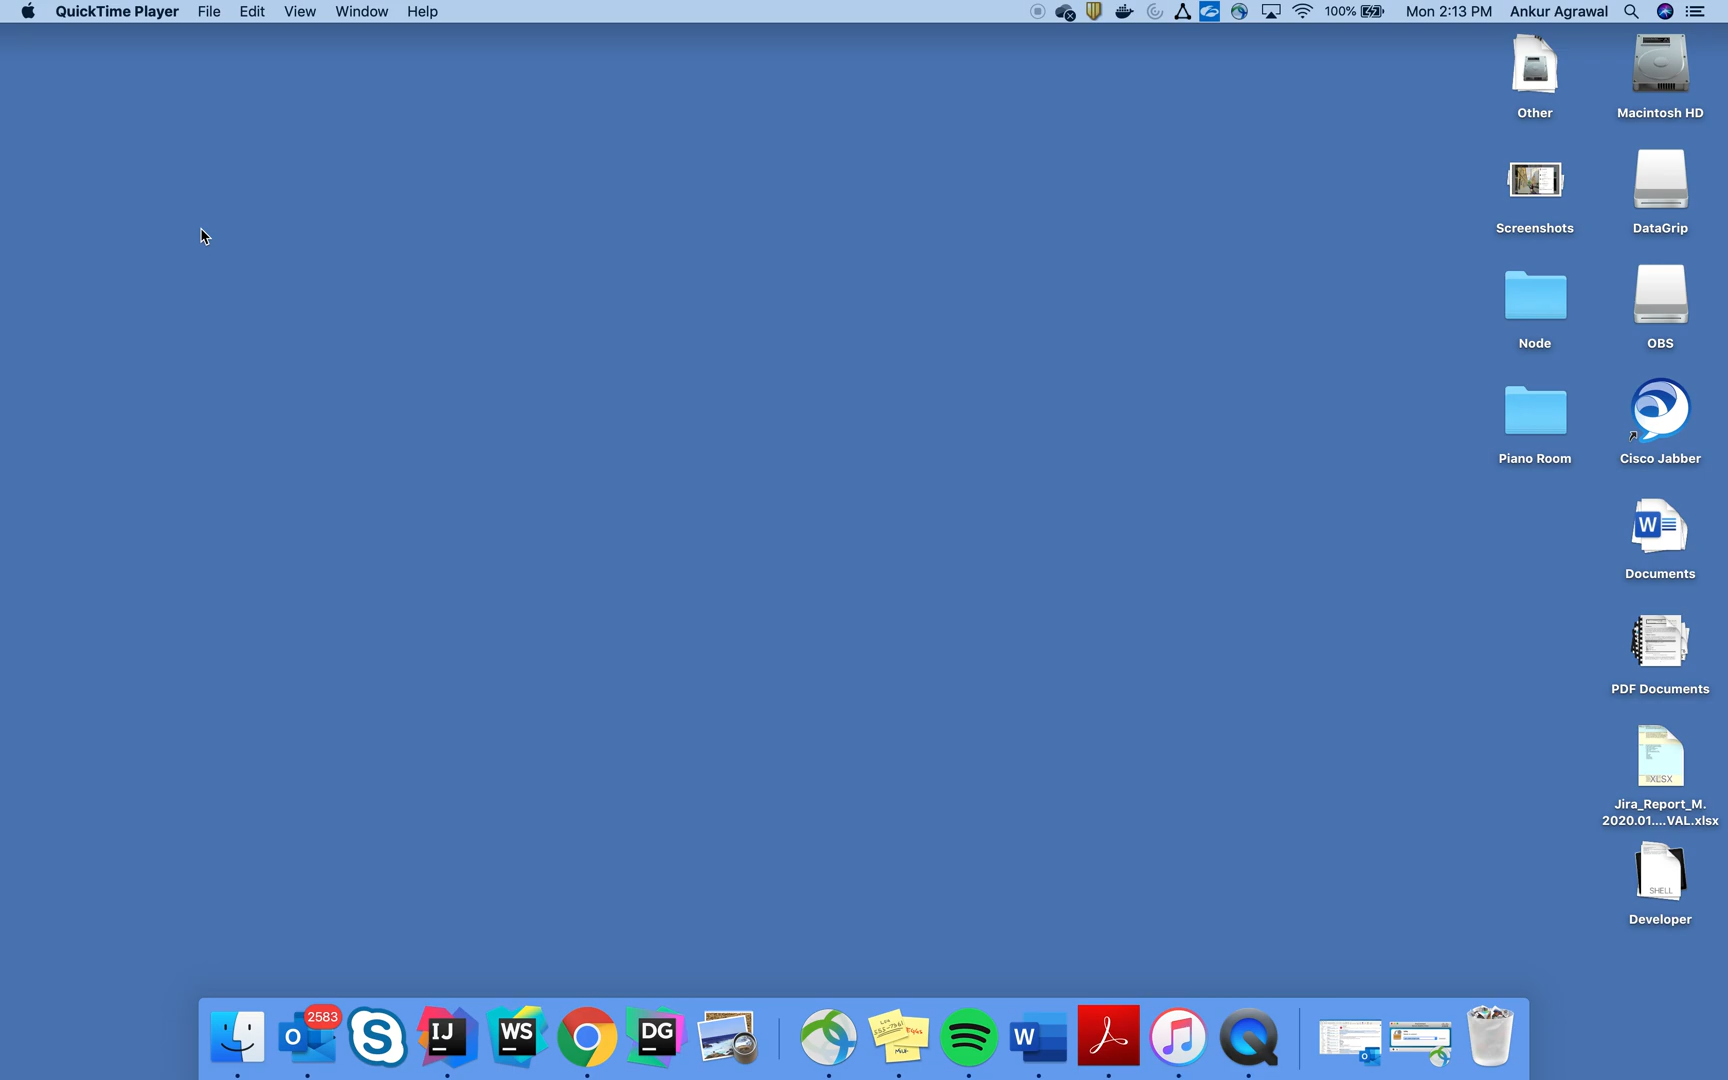 QuickTime Player File Edit View Window Help 100% Mon 2:13 PM Ankur Agrawal
Other
Macintosh HD
Screenshots
DataGrip
Node
OBS
Piano Room
Cisco Jabber
W
Documents
PDF Documents
XLSX
Jira_Report_M.
2020.01....VAL.xlsx
SHELL
Developer
2583
O
S
IJ
WS
DG
W